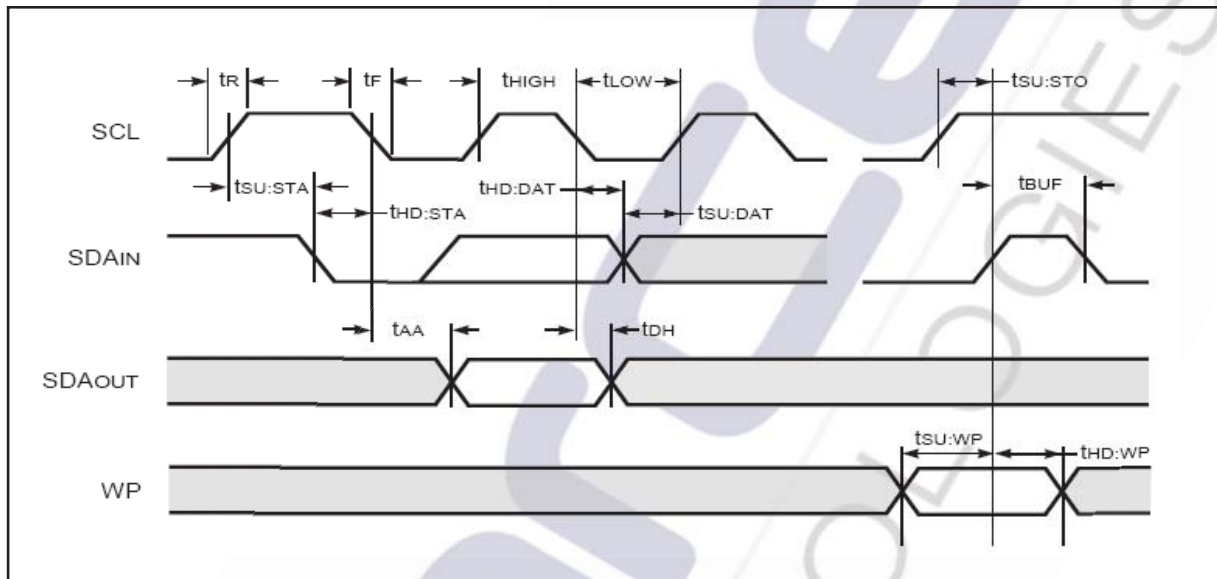 tR tF tHIGH tLOW tSU:STO
SCL
tSU:STA tHD:STA tHD:DAT tSU:DAT tBUF
SDAIN
tAA tDH
SDAOUT
tSU:WP tHD:WP
WP
OLOGIES